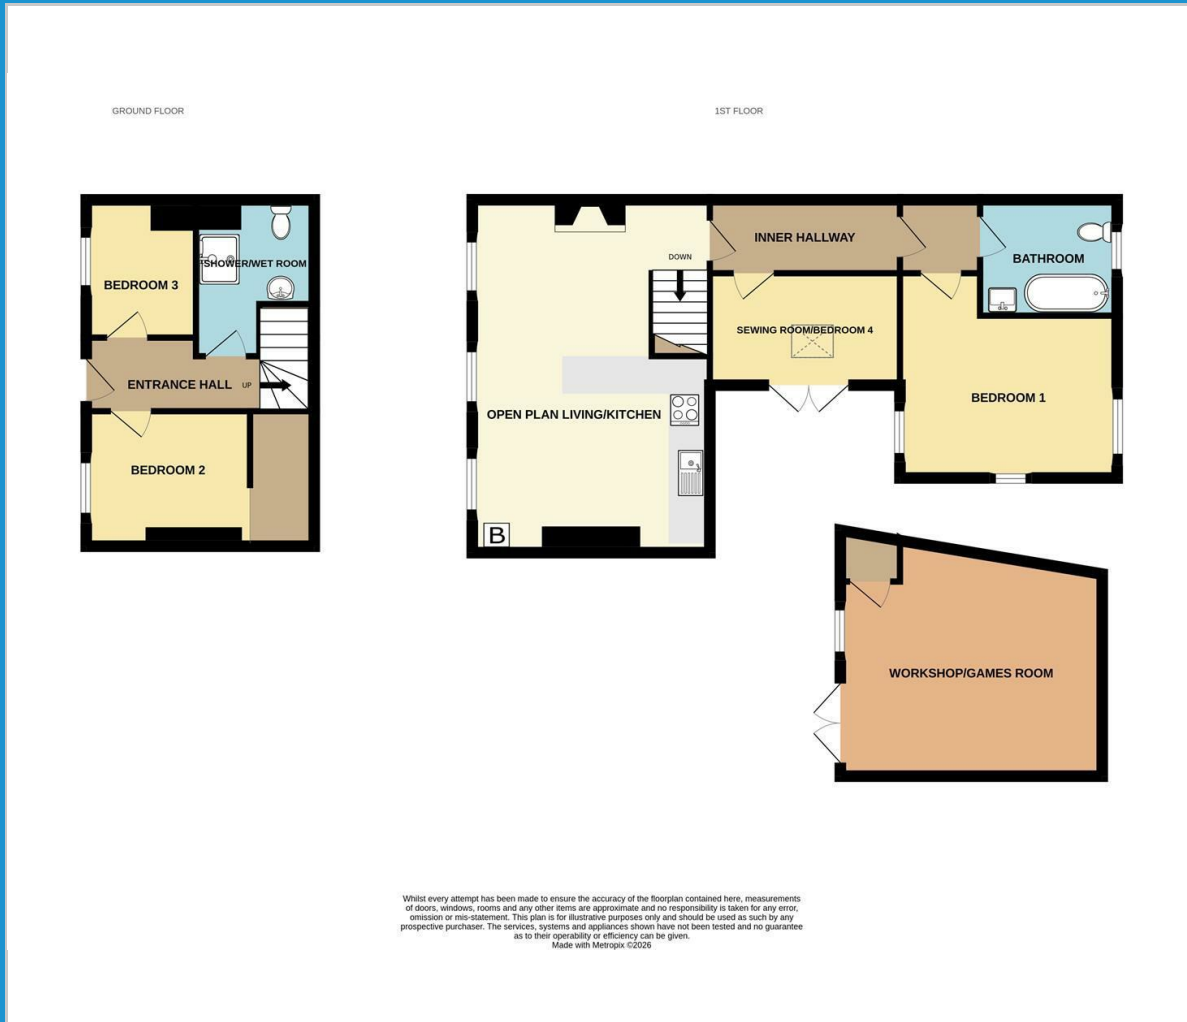 GROUND FLOOR
1ST FLOOR
BEDROOM 3
SHOWER/WET ROOM
ENTRANCE HALL
UP
BEDROOM 2
DOWN
INNER HALLWAY
BATHROOM
SEWING ROOM/BEDROOM 4
OPEN PLAN LIVING/KITCHEN
BEDROOM 1
B
WORKSHOP/GAMES ROOM
Whilst every attempt has been made to ensure the accuracy of the floorplan contained here, measurements
of doors, windows, rooms and any other items are approximate and no responsibility is taken for any error,
omission or mis-statement. This plan is for illustrative purposes only and should be used as such by any
prospective purchaser. The services, systems and appliances shown have not been tested and no guarantee
as to their operability or efficiency can be given.
Made with Metropix ©2026